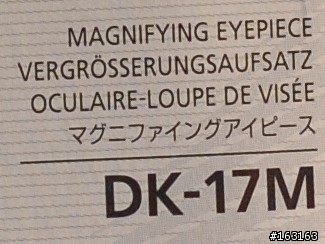 MAGNIFYING EYEPIECE
VERGRÖSSERUNGSAUFSATZ
OCULAIRE-LOUPE DE VISÉE
マグニファイングアイピース
DK-17M
#163163